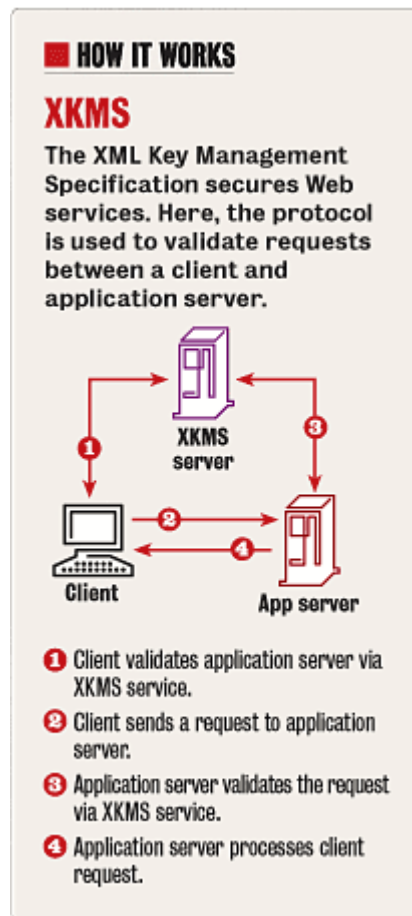 HOW IT WORKS
XKMS
The XML Key Management
Specification secures Web
services. Here, the protocol
is used to validate requests
between a client and
application server.
XKMS
server
1
3
2
4
Client
App server
1 Client validates application server via
XKMS service.
2 Client sends a request to application
server.
3 Application server validates the request
via XKMS service.
4 Application server processes client
request.